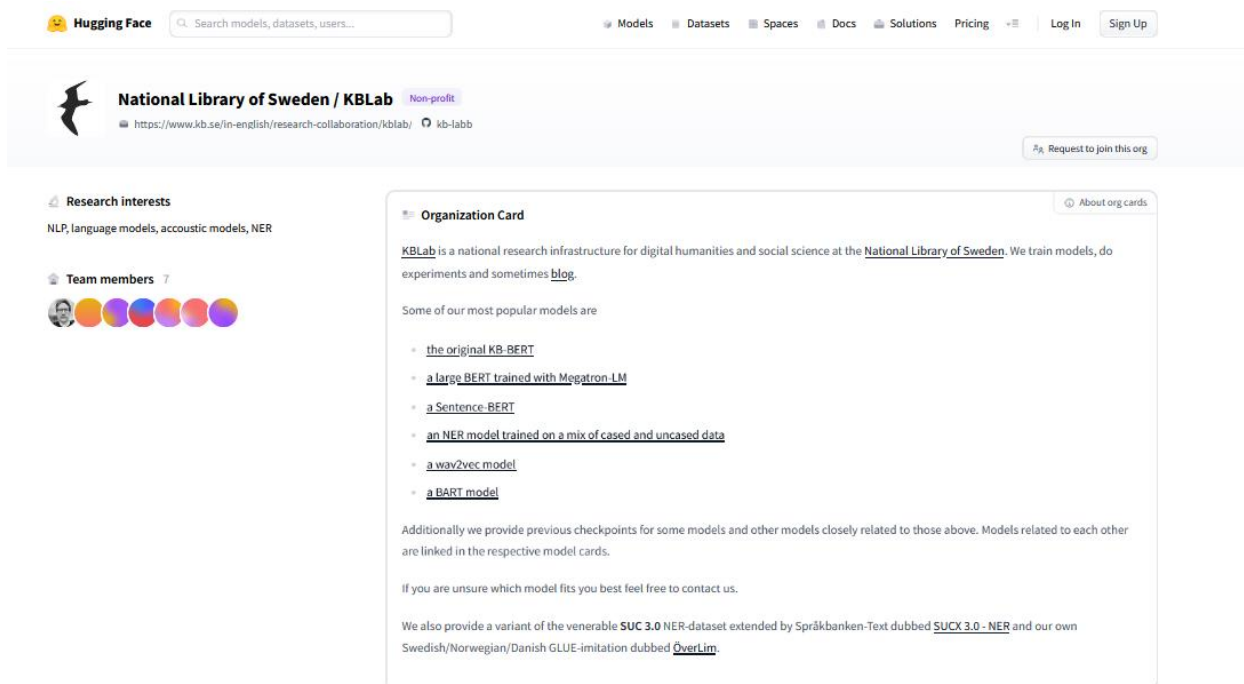 Hugging Face
Search models, datasets, users...
Models
Datasets
Spaces
Docs
Solutions
Pricing
Log In
Sign Up
National Library of Sweden / KBLab Non-profit
https://www.kb.se/in-english/research-collaboration/kblab/ kb-labb
Request to join this org
Research interests
NLP, language models, accoustic models, NER
Team members 7
Organization Card
About org cards
KBLab is a national research infrastructure for digital humanities and social science at the National Library of Sweden. We train models, do
experiments and sometimes blog.
Some of our most popular models are
the original KB-BERT
a large BERT trained with Megatron-LM
a Sentence-BERT
an NER model trained on a mix of cased and uncased data
a wav2vec model
a BART model
Additionally we provide previous checkpoints for some models and other models closely related to those above. Models related to each other
are linked in the respective model cards.
If you are unsure which model fits you best feel free to contact us.
We also provide a variant of the venerable SUC 3.0 NER-dataset extended by Språkbanken-Text dubbed SUCX 3.0 - NER and our own
Swedish/Norwegian/Danish GLUE-imitation dubbed ÖverLim.